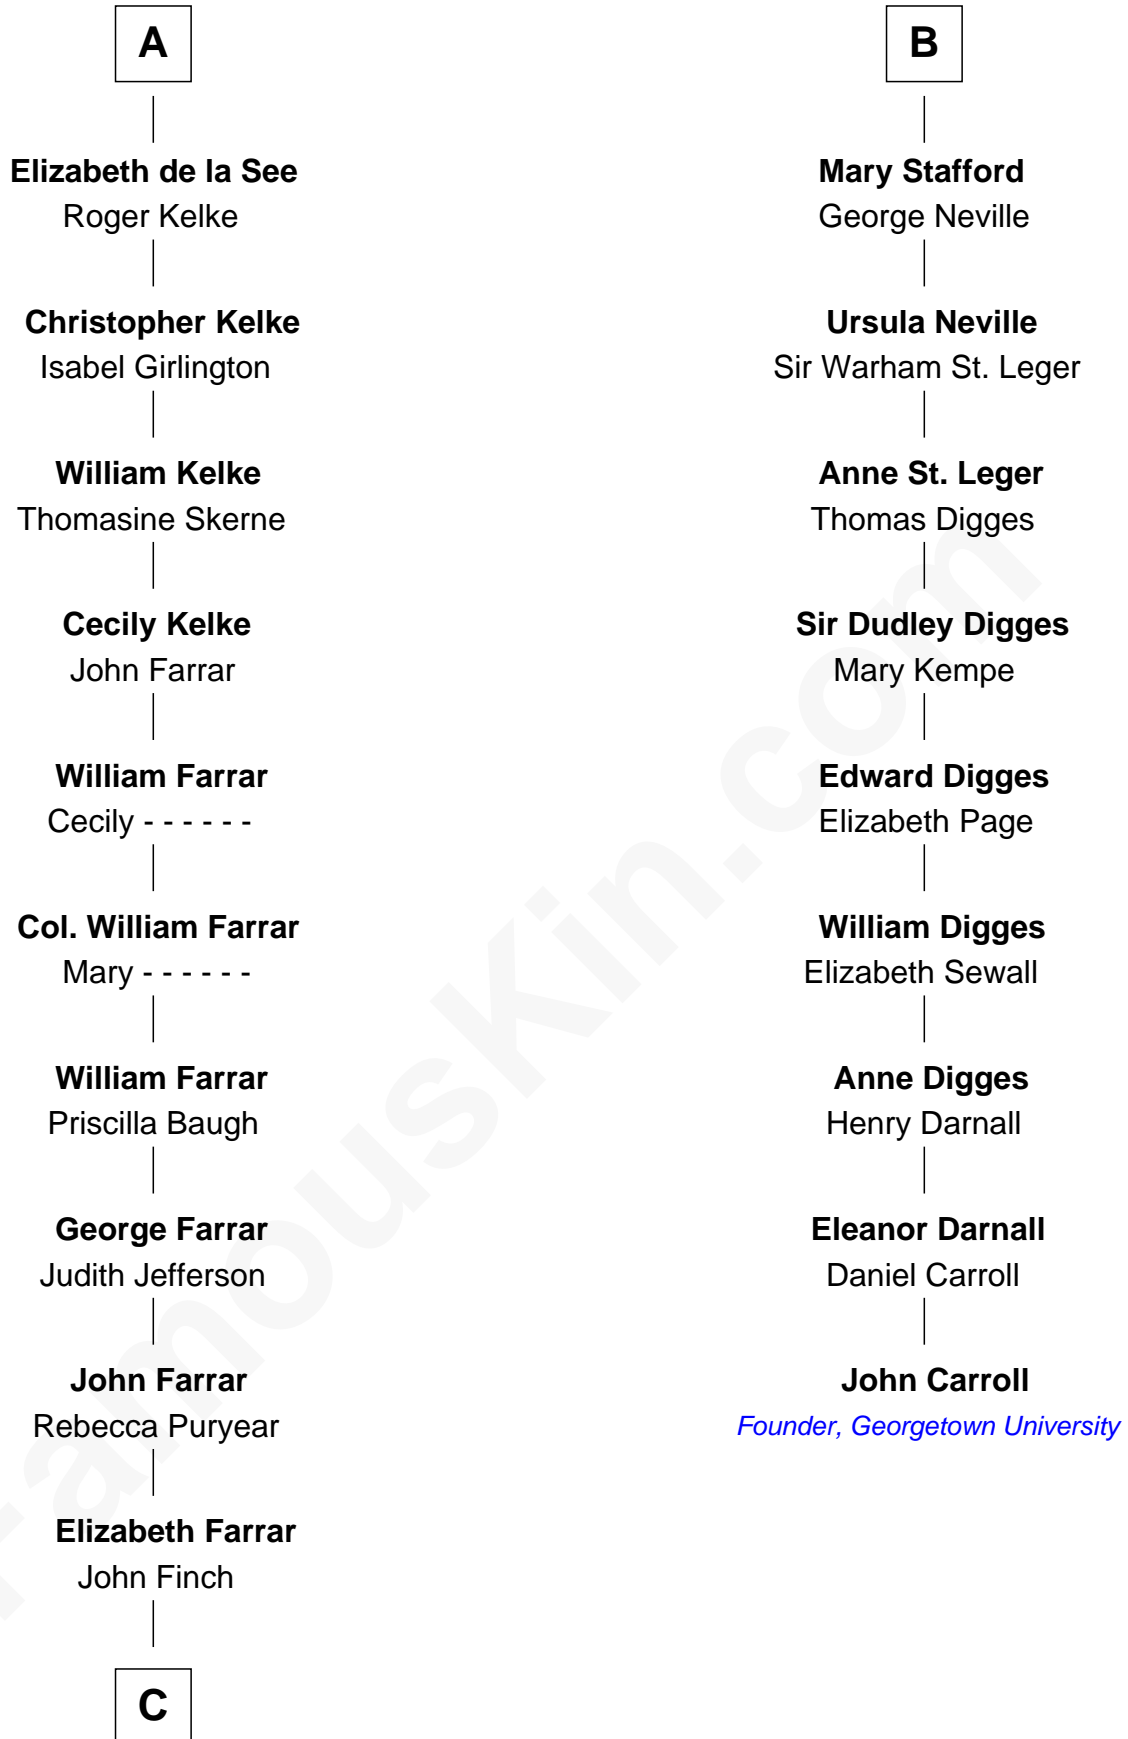 A
Elizabeth de la See
Roger Kelke
Christopher Kelke
Isabel Girlington
William Kelke
Thomasine Skerne
Cecily Kelke
John Farrar
William Farrar
Cecily - - - - - -
Col. William Farrar
Mary - - - - - -
William Farrar
Priscilla Baugh
George Farrar
Judith Jefferson
John Farrar
Rebecca Puryear
Elizabeth Farrar
John Finch
C
B
Mary Stafford
George Neville
Ursula Neville
Sir Warham St. Leger
Anne St. Leger
Thomas Digges
Sir Dudley Digges
Mary Kempe
Edward Digges
Elizabeth Page
William Digges
Elizabeth Sewall
Anne Digges
Henry Darnall
Eleanor Darnall
Daniel Carroll
John Carroll
Founder, Georgetown University
FamousKin.com